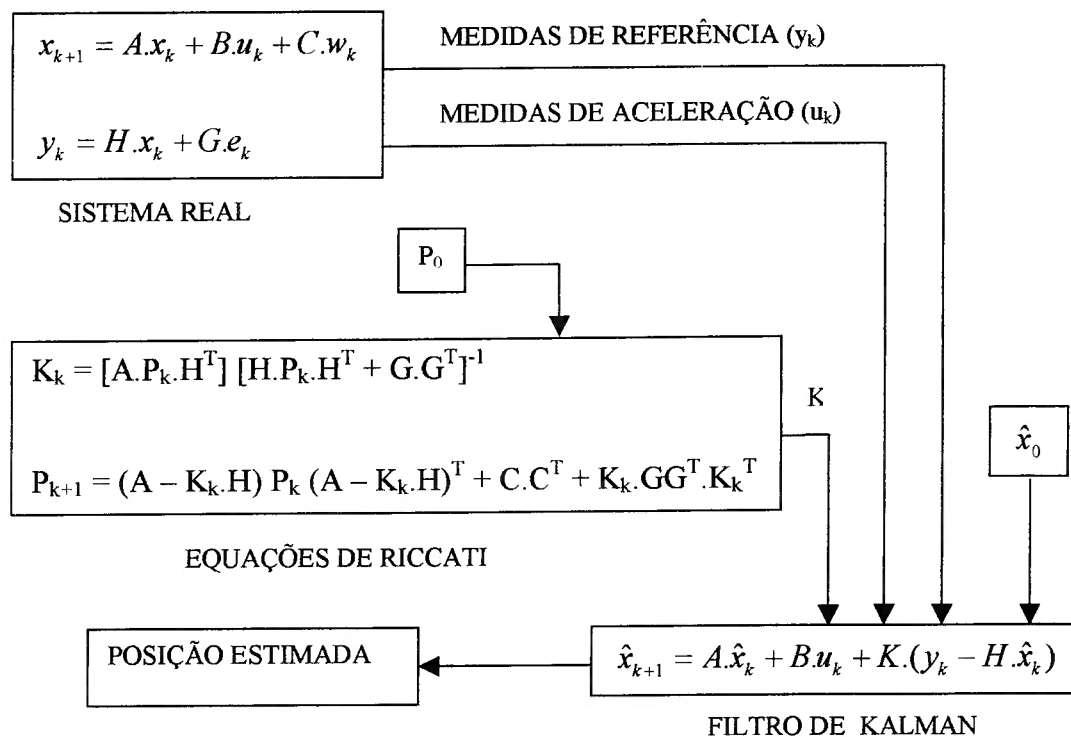 x_{k+1} = A.x_k + B.u_k + C.w_k
MEDIDAS DE REFERÊNCIA (y_k)
MEDIDAS DE ACELERAÇÃO (u_k)
y_k = H.x_k + G.e_k
SISTEMA REAL
P_0
K_k = [A.P_k.H^T] [H.P_k.H^T + G.G^T]^{-1}
K
P_{k+1} = (A – K_k.H) P_k (A – K_k.H)^T + C.C^T + K_k.GG^T.K_k^T
x̂_0
EQUAÇÕES DE RICCATI
POSIÇÃO ESTIMADA
x̂_{k+1} = A.x̂_k + B.u_k + K.(y_k − H.x̂_k)
FILTRO DE KALMAN